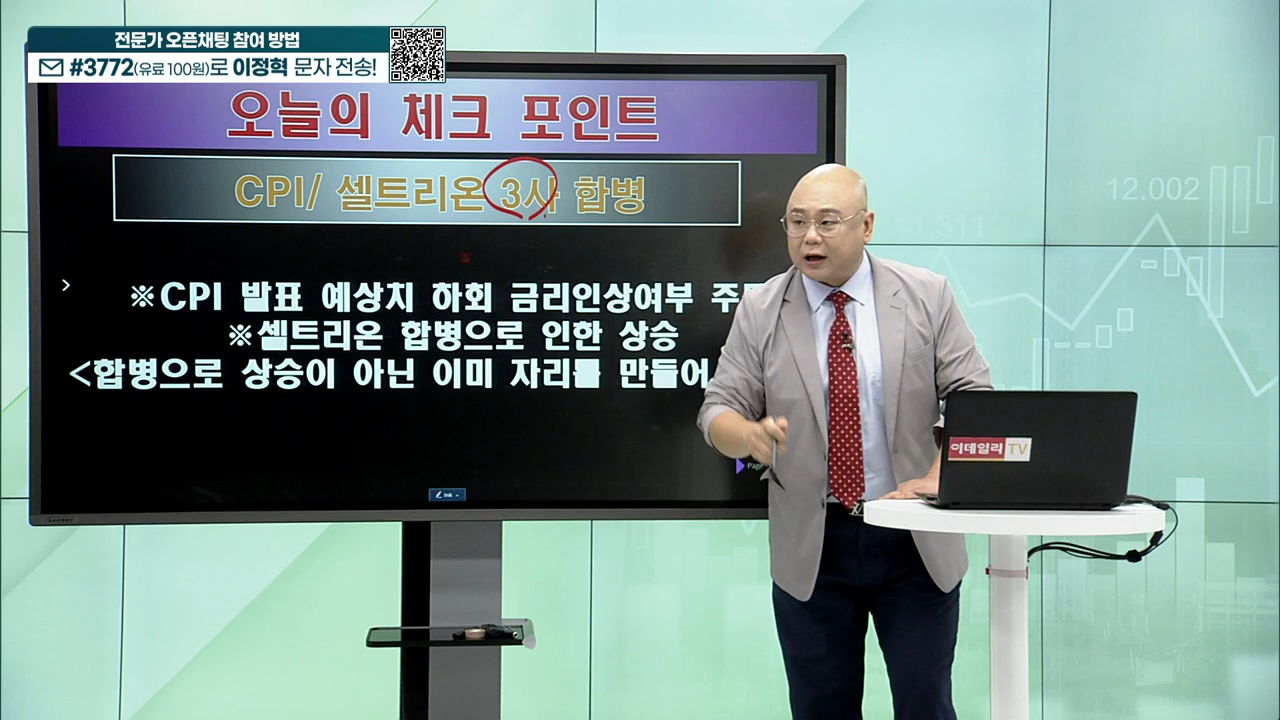 전문가 오픈채팅 참여 방법
#3772(유료 100원)로 이정혁 문자 전송!
오늘의 체크 포인트
CPI/ 셀트리온 3사 합병
※CPI 발표 예상치 하회 금리인상여부
※셀트리온 합병으로 인한 상승
<합병으로 상승이 아닌 이미 자리를 만들어
12.002
11.311
이데일리TV
Page
Ink